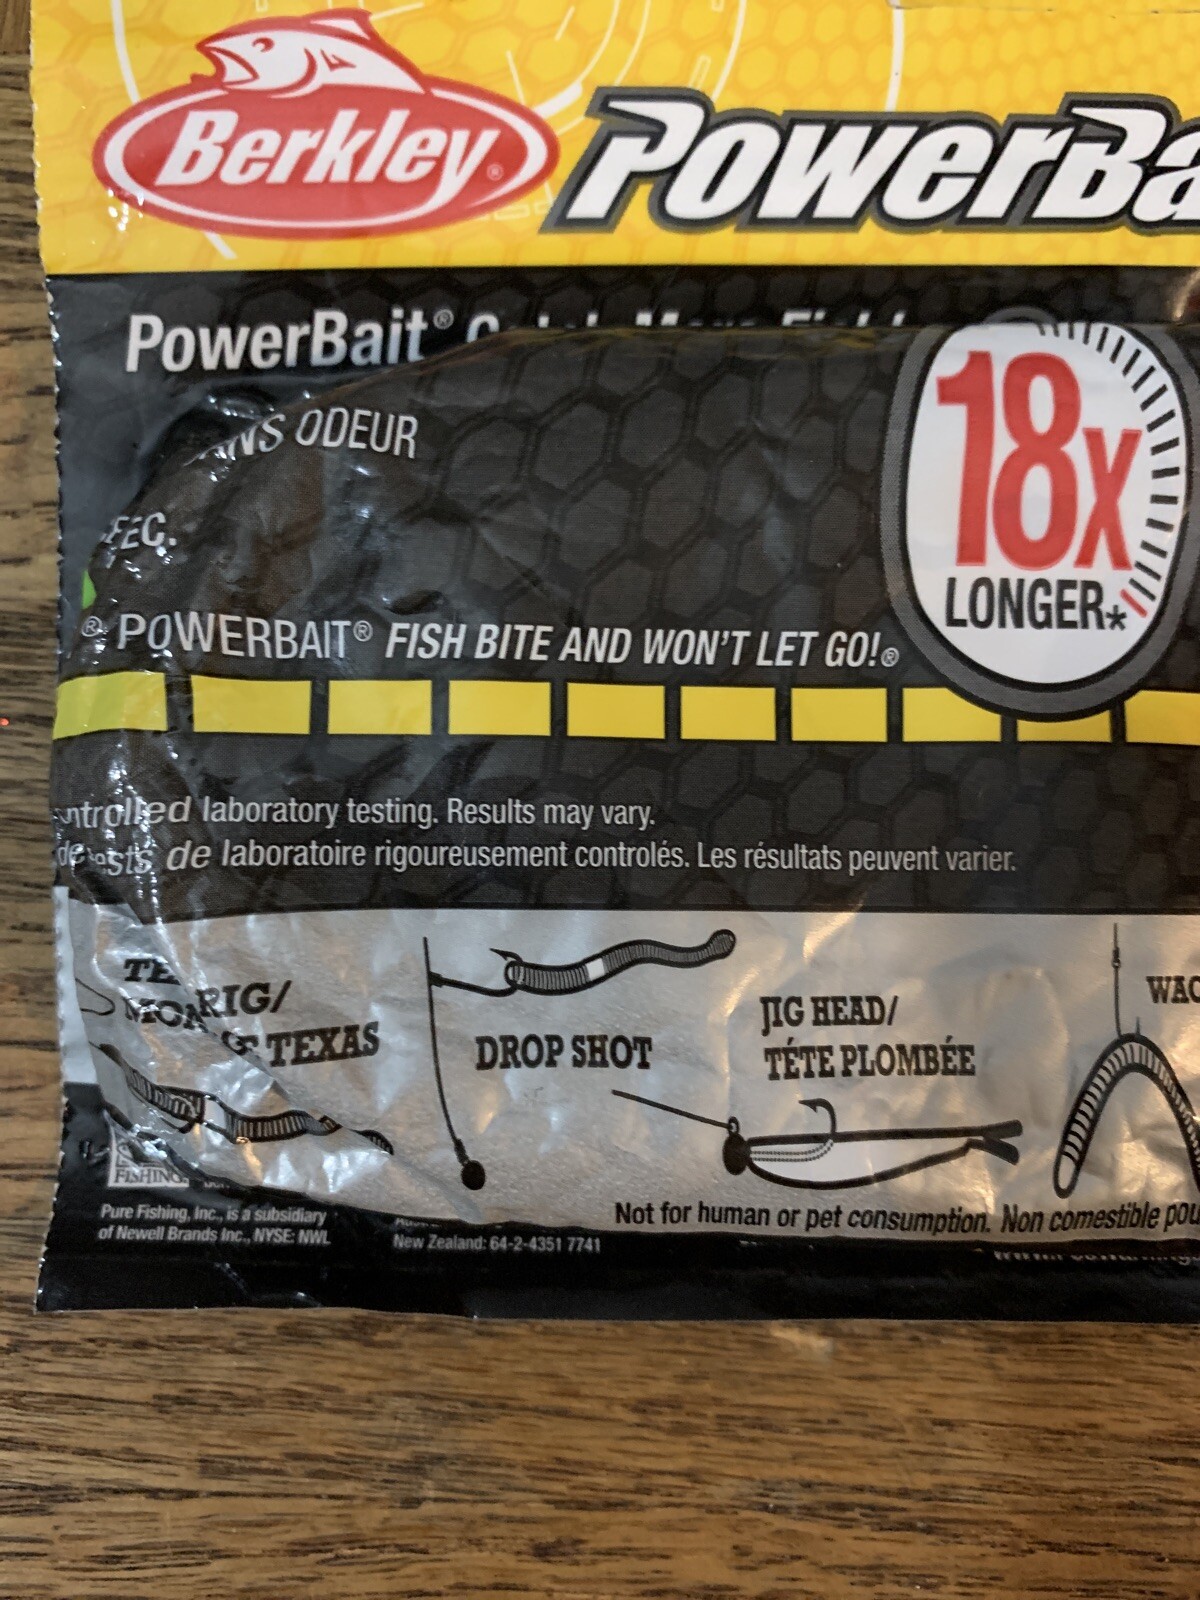 Berkley®
PowerBa
PowerBait®
18x
LONGER*
ODEUR
® POWERBAIT® FISH BITE AND WON'T LET GO!®
laboratory testing. Results may vary.
de laboratoire rigoureusement controlés. Les résultats peuvent varier.
RIG/
TEXAS
DROP SHOT
JIG HEAD/
TÉTE PLOMBÉE
WAC
FISHING
Not for human or pet consumption. Non comestible pou
Pure Fishing, Inc., is a subsidiary
of Newell Brands Inc., NYSE: NWL
New Zealand: 64-2-4351 7741